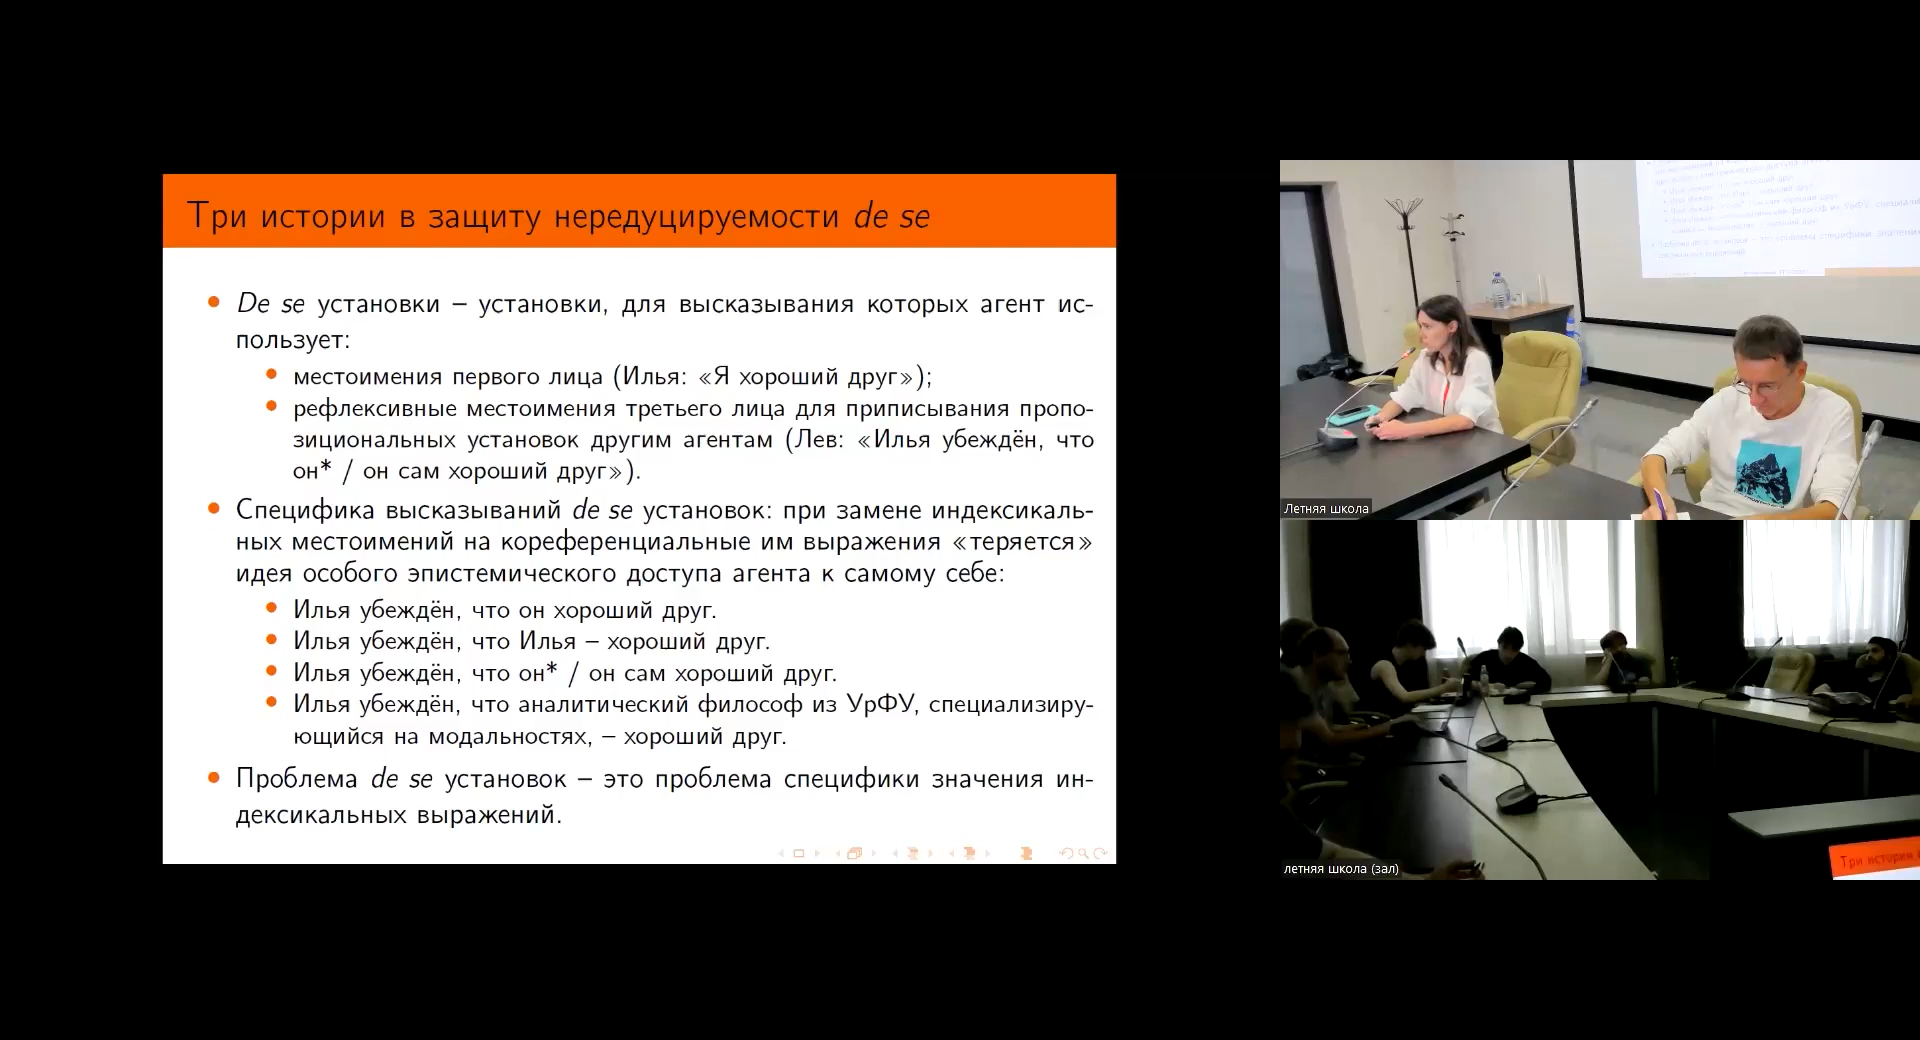 Три истории в защиту нередуцируемости de se
De se установки – установки, для высказывания которых агент ис-
пользует:
местоимения первого лица (Илья: «Я хороший друг»);
рефлексивные местоимения третьего лица для приписывания пропо-
зициональных установок другим агентам (Лев: «Илья убеждён, что
он* / он сам хороший друг»).
Специфика высказываний de se установок: при замене индексикаль-
ных местоимений на кореференциальные им выражения «теряется»
идея особого эпистемического доступа агента к самому себе:
Илья убеждён, что он хороший друг.
Илья убеждён, что Илья – хороший друг.
Илья убеждён, что он* / он сам хороший друг.
Илья убеждён, что аналитический философ из УрФУ, специализиру-
ющийся на модальностях, – хороший друг.
Проблема de se установок – это проблема специфики значения ин-
дексикальных выражений.
Летняя школа
летняя школа (зал)
Три истории